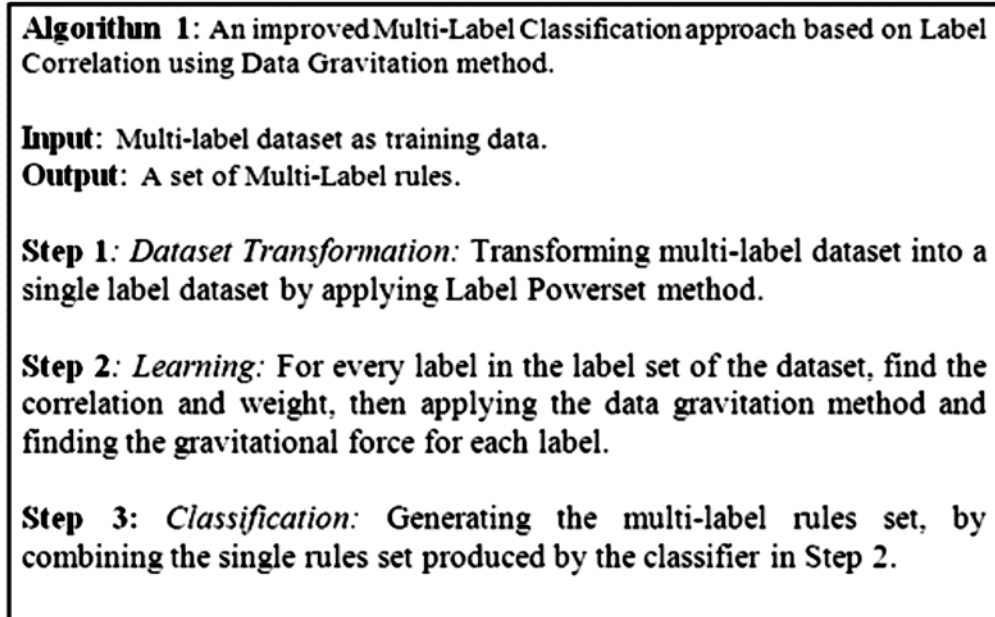 Algorithm 1: An improved Multi-Label Classification approach based on Label
Correlation using Data Gravitation method.
Input: Multi-label dataset as training data.
Output: A set of Multi-Label rules.
Step 1: Dataset Transformation: Transforming multi-label dataset into a
single label dataset by applying Label Powerset method.
Step 2: Learning: For every label in the label set of the dataset, find the
correlation and weight, then applying the data gravitation method and
finding the gravitational force for each label.
Step 3: Classification: Generating the multi-label rules set, by
combining the single rules set produced by the classifier in Step 2.